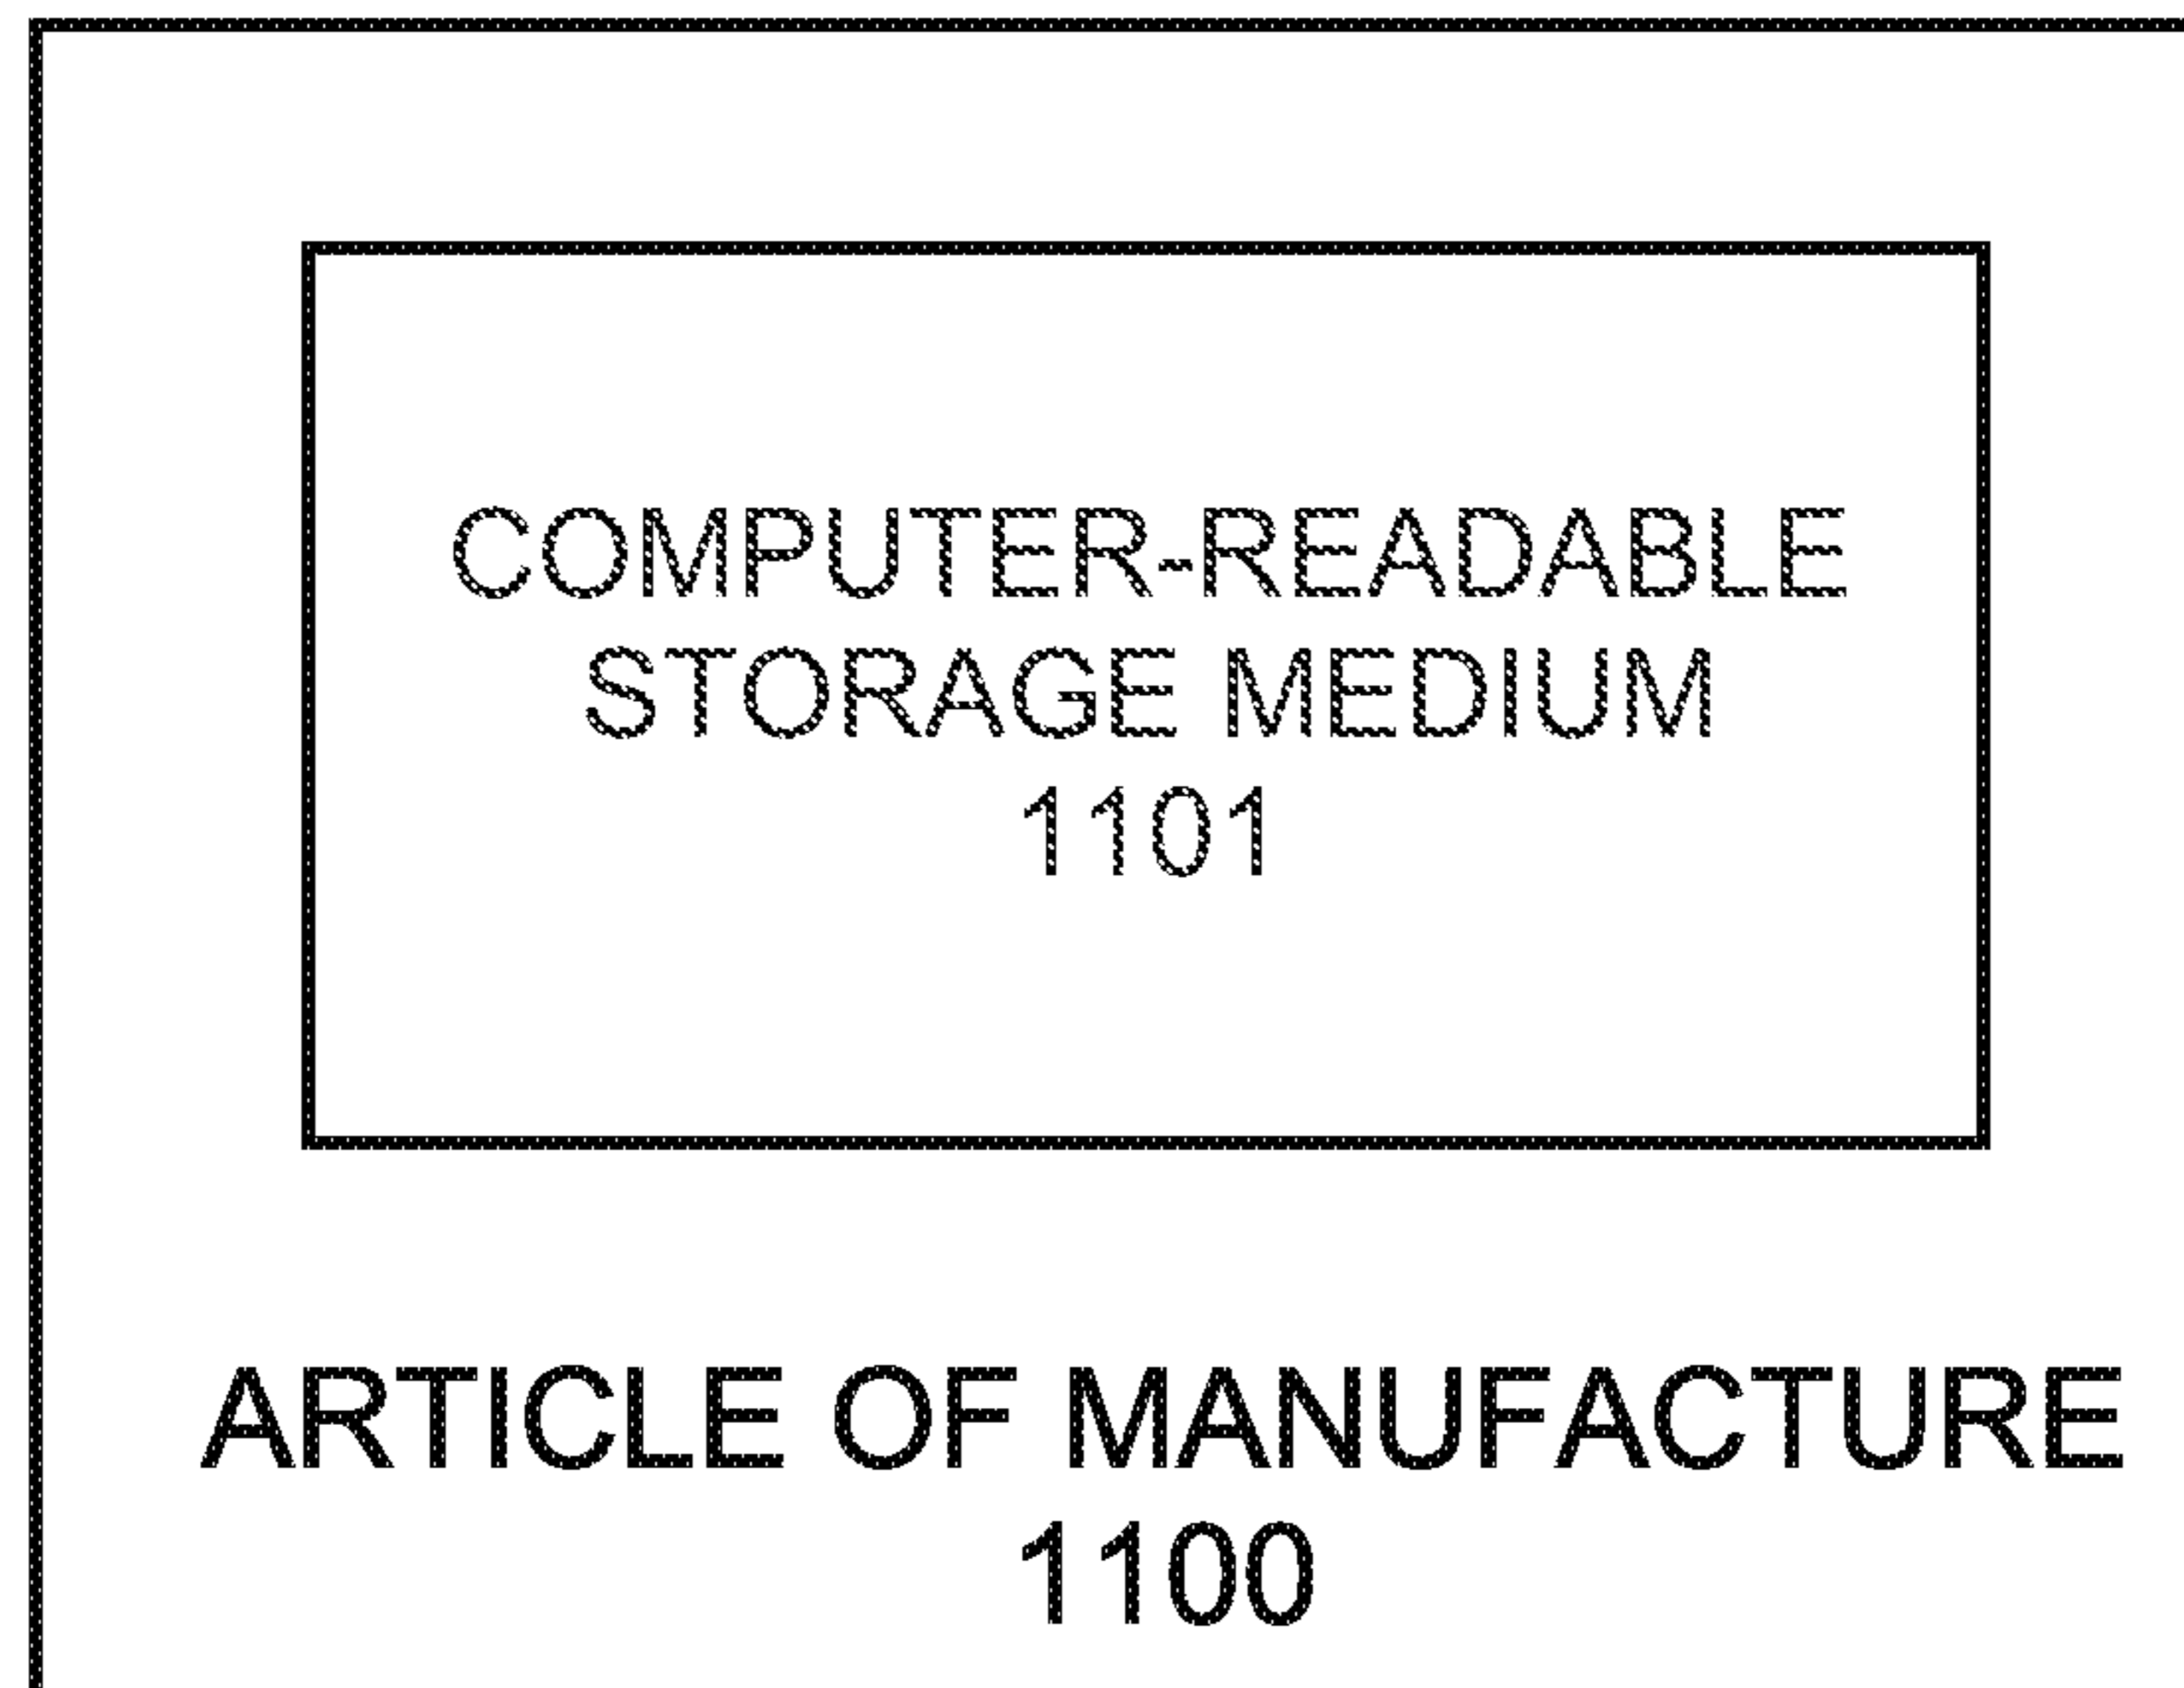 COMPUTER-READABLE
STORAGE MEDIUM
1101
ARTICLE OF MANUFACTURE
1100